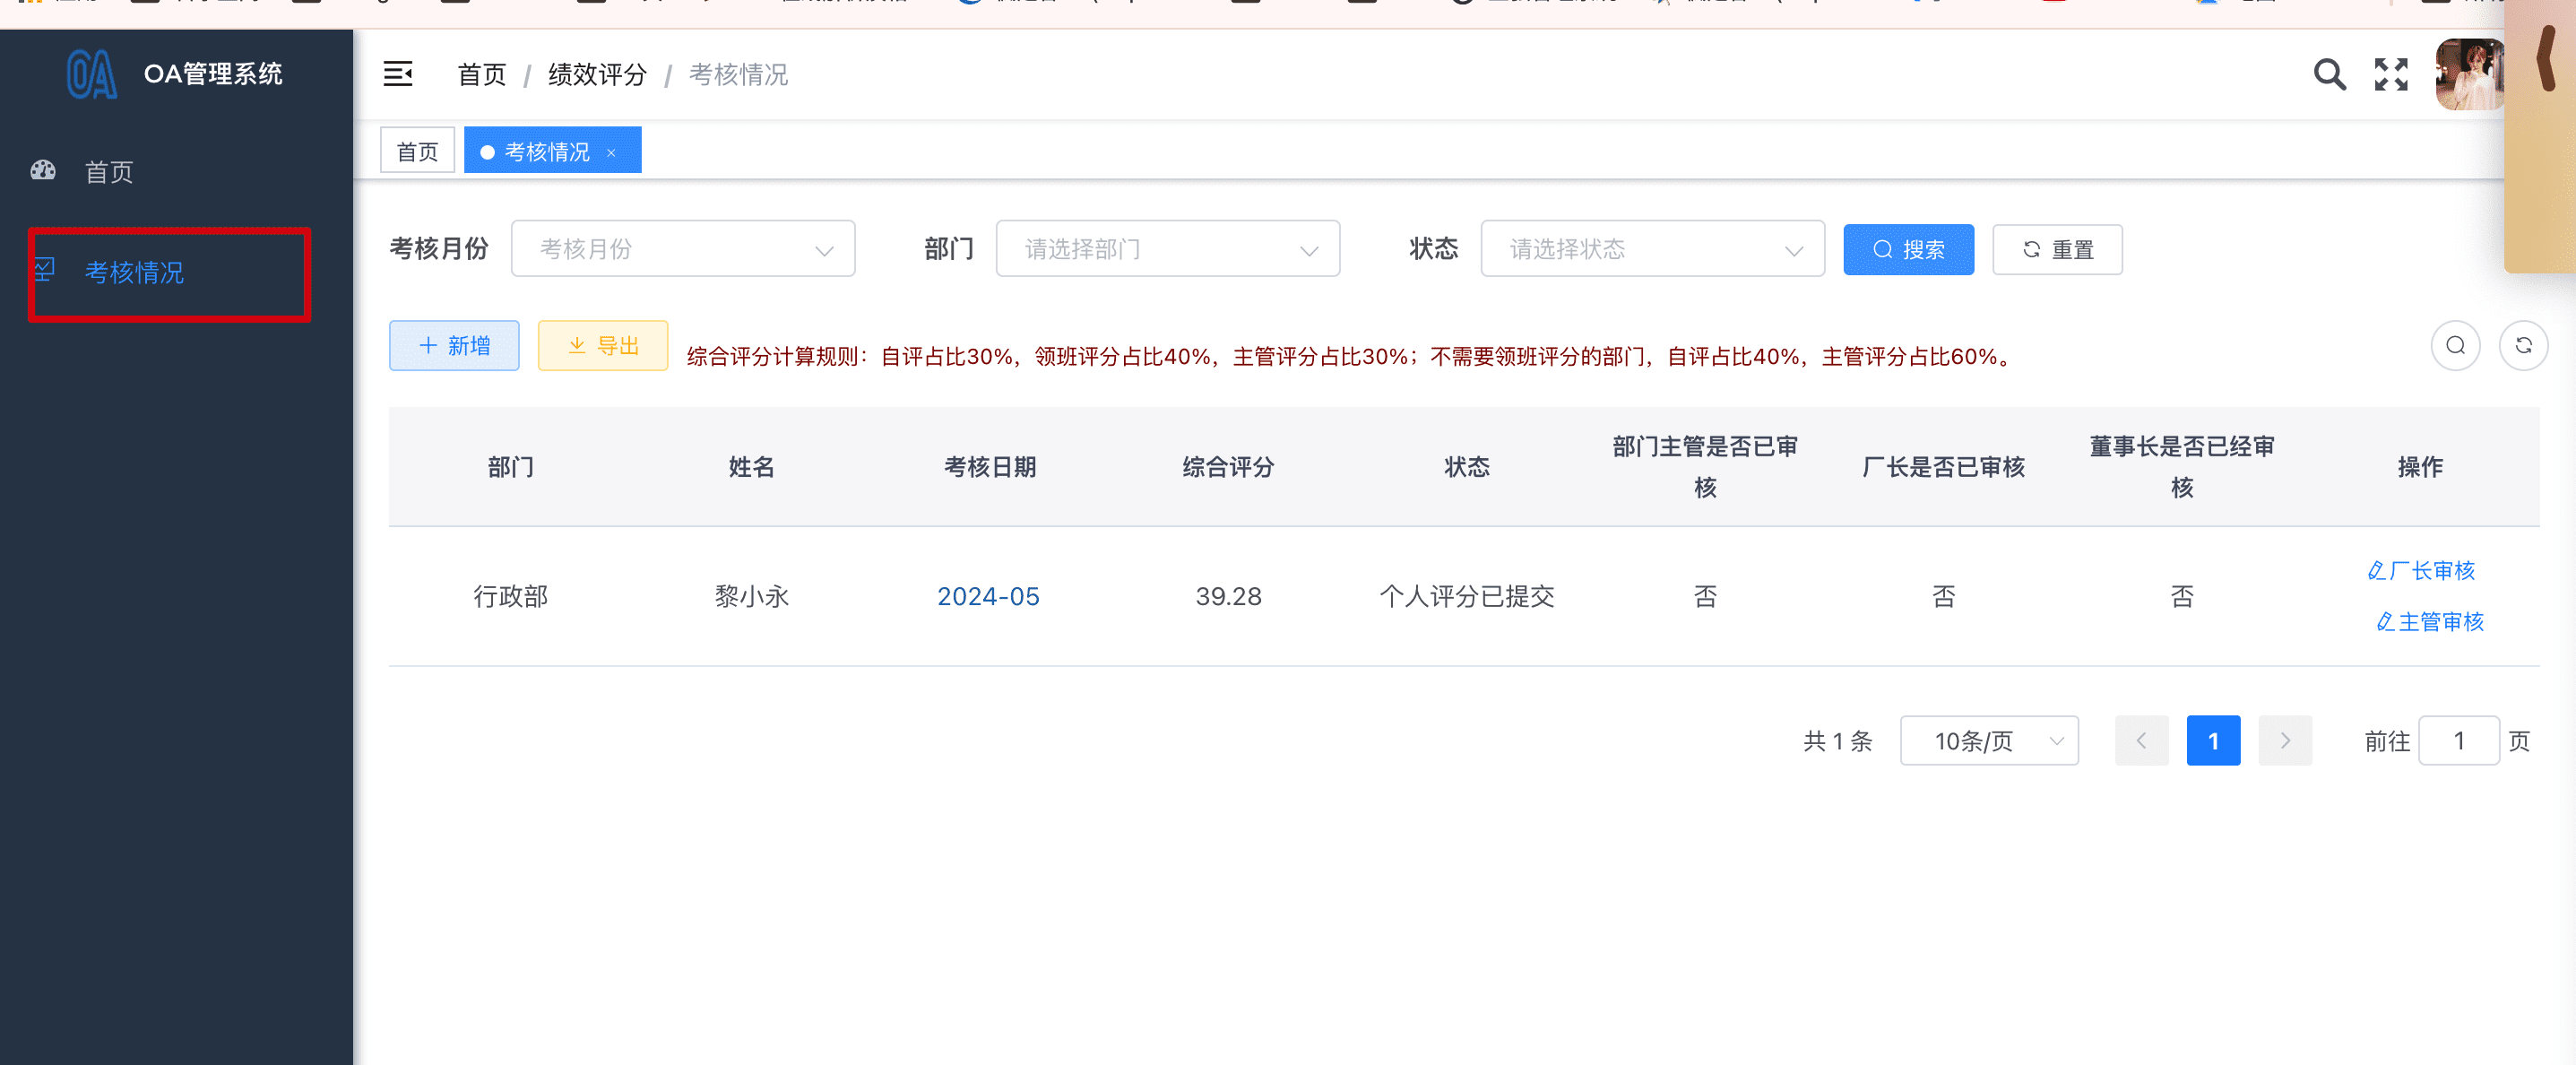 OA管理系统
首页 / 绩效评分 / 考核情况
首页
考核情况 ×
首页
考核情况
考核月份 考核月份 部门 请选择部门 状态 请选择状态 搜索 重置
新增 导出 综合评分计算规则：自评占比30%，领班评分占比40%，主管评分占比30%；不需要领班评分的部门，自评占比40%，主管评分占比60%。
部门 姓名 考核日期 综合评分 状态 部门主管是否已审核 厂长是否已审核 董事长是否已经审核 操作
行政部 黎小永 2024-05 39.28 个人评分已提交 否 否 否 厂长审核
主管审核
共 1 条 10条/页 1 前往 1 页